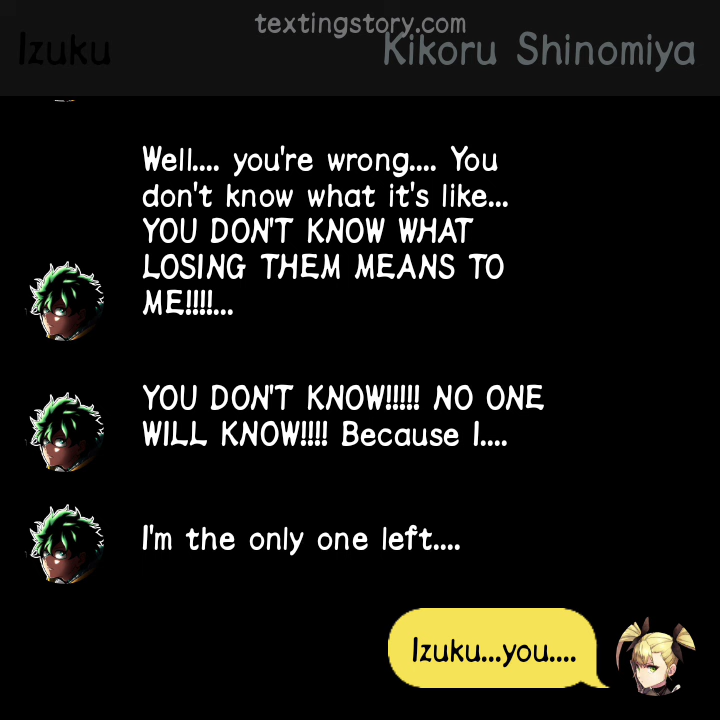 textingstory.com
Izuku
Kikoru Shinomiya
Well.... you're wrong.... You
don't know what it's like...
YOU DON'T KNOW WHAT
LOSING THEM MEANS TO
ME!!!!...
YOU DON'T KNOW!!!!! NO ONE
WILL KNOW!!!! Because I....
I'm the only one left....
Izuku...you....